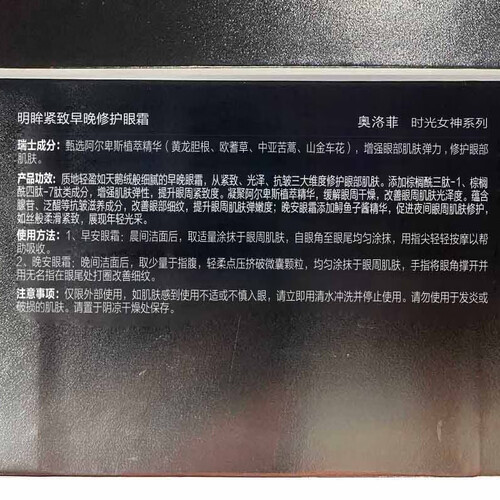 明眸紧致早晚修护眼霜
奥洛菲 时光女神系列
瑞士成分：甄选阿尔卑斯植萃精华（黄龙胆根、欧蓍草、中亚苦蒿、山金车花），增强眼部肌肤弹力，修护眼部
肌肤。
产品功效：质地轻盈如天鹅绒般细腻的早晚眼霜，从紧致、光泽、抗皱三大维度修护眼部肌肤。添加棕榈酰三肽-1、棕榈
酰四肽-7肽类成分，增强肌肤弹性，提升眼周紧致度。凝聚阿尔卑斯植萃精华，缓解眼周干燥，改善眼周肌肤光泽度。蕴含
腺苷、泛醌等抗皱滋养成分，改善眼部细纹，提升眼周肌肤弹嫩度；晚安眼霜添加鲟鱼子酱精华，促进夜间眼周肌肤修护，
如丝般柔滑紧致，展现年轻光采。
使用方法：1、早安眼霜：晨间洁面后，取适量涂抹于眼周肌肤，自眼角至眼尾均匀涂抹，用指尖轻轻按摩以帮
助吸收。
2、晚安眼霜：晚间洁面后，取少量于指腹，轻柔点压挤破微囊颗粒，均匀涂抹于眼周肌肤，手指将眼角撑开并
用无名指在眼尾处打圈改善细纹。
注意事项：仅限外部使用，如肌肤感到使用不适或不慎入眼，请立即用清水冲洗并停止使用。请勿使用于发炎或
破损的肌肤。请置于阴凉干燥处保存。